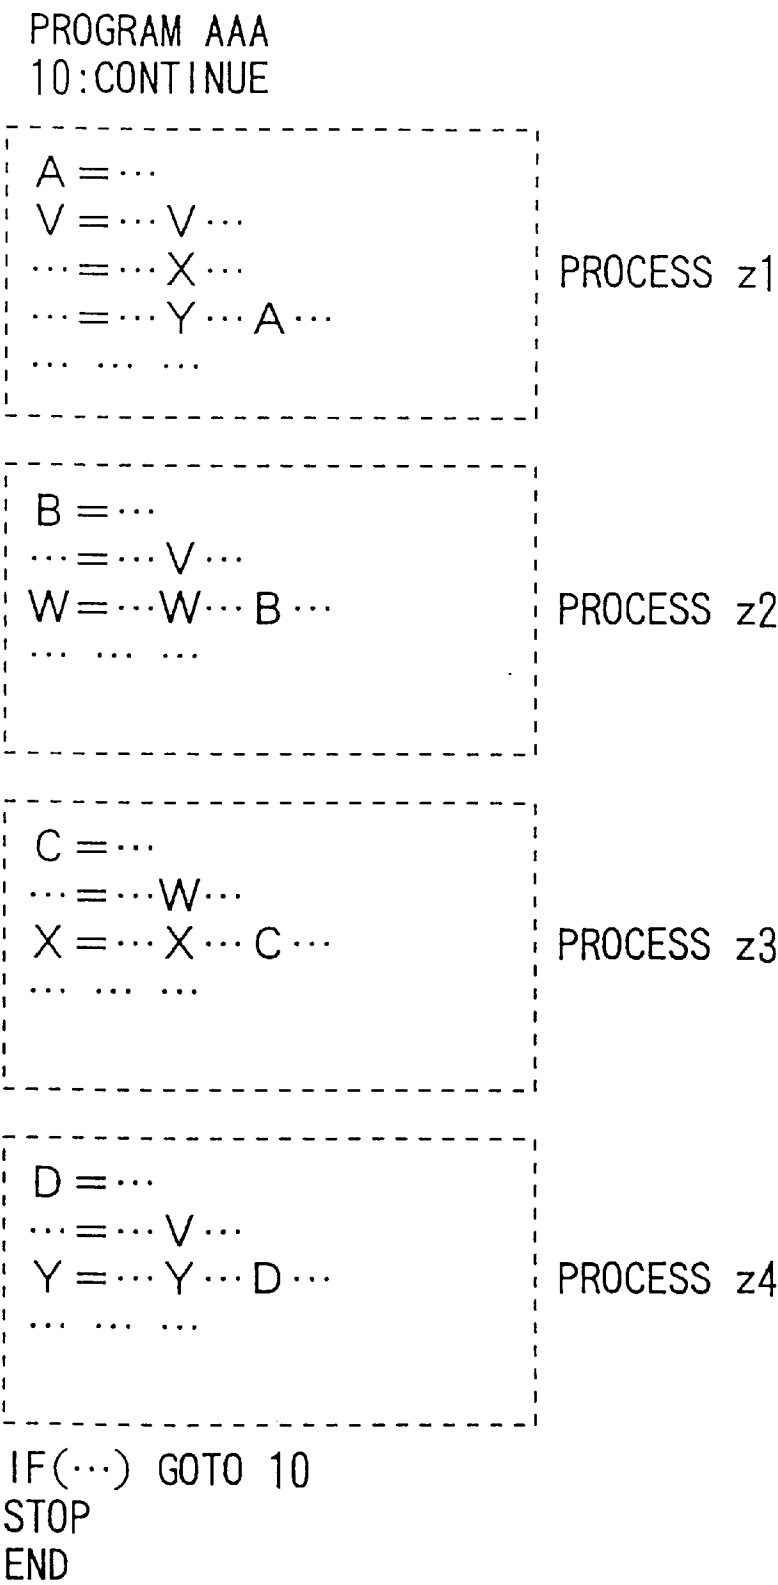 PROGRAM AAA
10:CONTINUE
A=···
V=···V···
···=···X···
PROCESS z1
···=···Y···A···
··· ··· ···
B=···
···=···V···
W=···W···B···
PROCESS z2
··· ··· ···
C=···
···=···W···
X=···X···C···
PROCESS z3
··· ··· ···
D=···
···=···V···
Y=···Y···D···
PROCESS z4
··· ··· ···
IF(···) GOTO 10
STOP
END